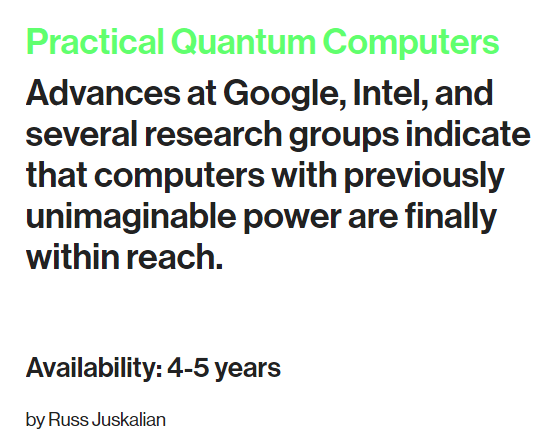 Practical Quantum Computers
Advances at Google, Intel, and
several research groups indicate
that computers with previously
unimaginable power are finally
within reach.
Availability: 4-5 years
by Russ Juskalian